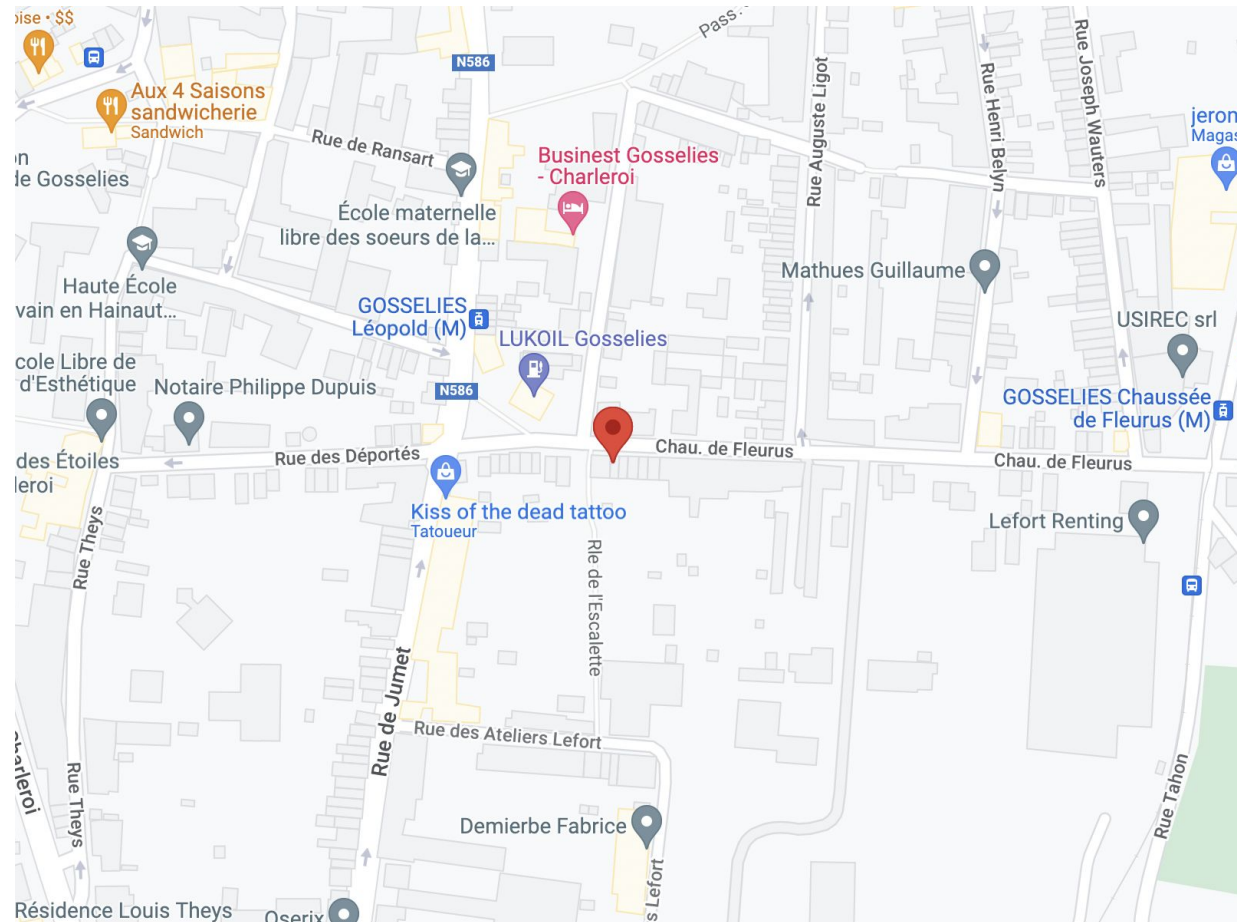 oise • $$
Pass.
N586
Rue Auguste Ligot
Rue Henri Belyn
Rue Joseph Wauters
Aux 4 Saisons
sandwicherie
Sandwich
jeron
Magas
Rue de Ransart
on
de Gosselies
Businest Gosselies
- Charleroi
École maternelle
libre des soeurs de la...
Mathues Guillaume
Haute École
vain en Hainaut...
GOSSELIES
Léopold (M)
LUKOIL Gosselies
USIREC srl
cole Libre de
d'Esthétique
Notaire Philippe Dupuis
N586
GOSSELIES Chaussée
de Fleurus (M)
des Étoiles
leroi
Rue des Déportés
Chau. de Fleurus
Chau. de Fleurus
Kiss of the dead tattoo
Tatoueur
Lefort Renting
Rue Theys
Rle de l'Escalette
Rue de Jumet
Rue des Ateliers Lefort
Charleroi
Rue Theys
Rue Tahon
Demierbe Fabrice
s Lefort
Résidence Louis Theys
Oserix